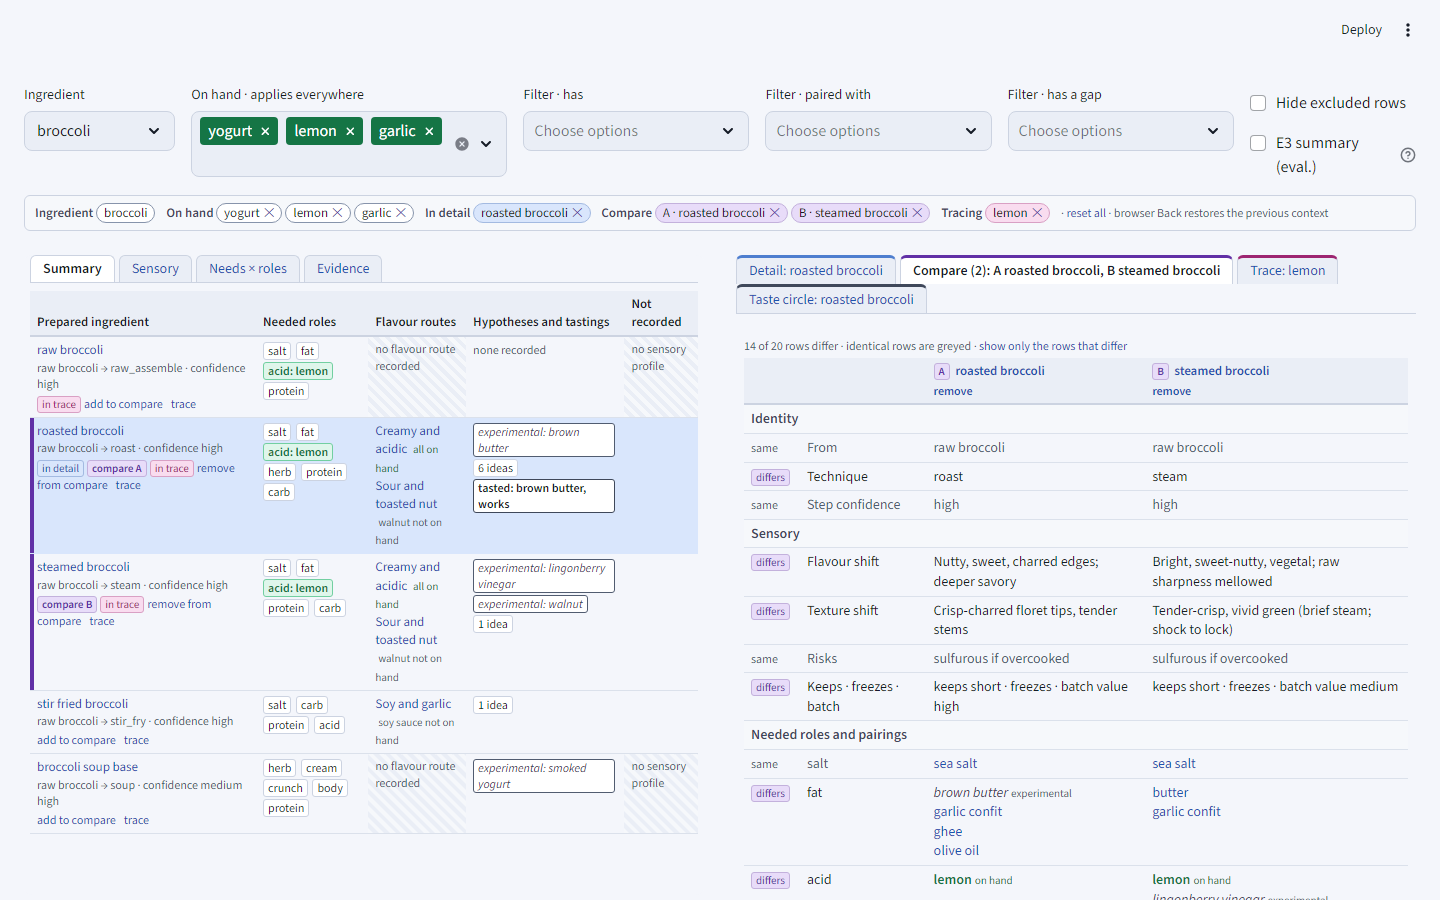 Deploy
Ingredient
On hand · applies everywhere
Filter · has
Filter · paired with
Filter · has a gap
broccoli
yogurt ×
lemon ×
garlic ×
Choose options
Choose options
Choose options
Hide excluded rows
E3 summary
(eval.)
Ingredient broccoli On hand yogurt × lemon × garlic × In detail roasted broccoli × Compare A · roasted broccoli × B · steamed broccoli × Tracing lemon × · reset all · browser Back restores the previous context
Summary
Sensory
Needs × roles
Evidence
Prepared ingredient
Needed roles
Flavour routes
Hypotheses and tastings
Not
recorded
raw broccoli
raw broccoli → raw_assemble · confidence
high
in trace add to compare trace
salt fat
acid: lemon
protein
no flavour route
recorded
none recorded
no sensory
profile
roasted broccoli
raw broccoli → roast · confidence high
in detail compare A in trace remove
from compare trace
salt fat
acid: lemon
herb protein
carb
Creamy and
acidic all on
hand
Sour and
toasted nut
walnut not on
hand
experimental: brown
butter
6 ideas
tasted: brown butter,
works
steamed broccoli
raw broccoli → steam · confidence high
compare B in trace remove from
compare trace
salt fat
acid: lemon
protein carb
Creamy and
acidic all on
hand
Sour and
toasted nut
walnut not on
hand
experimental: lingonberry
vinegar
experimental: walnut
1 idea
stir fried broccoli
raw broccoli → stir_fry · confidence high
add to compare trace
salt carb
protein acid
Soy and garlic
soy sauce not on
hand
1 idea
broccoli soup base
raw broccoli → soup · confidence medium
high
add to compare trace
herb cream
crunch body
protein
no flavour route
recorded
experimental: smoked
yogurt
no sensory
profile
Detail: roasted broccoli
Compare (2): A roasted broccoli, B steamed broccoli
Trace: lemon
Taste circle: roasted broccoli
14 of 20 rows differ · identical rows are greyed · show only the rows that differ
A roasted broccoli
remove
B steamed broccoli
remove
Identity
same From raw broccoli raw broccoli
differs Technique roast steam
same Step confidence high high
Sensory
differs Flavour shift
Nutty, sweet, charred edges;
deeper savory
Bright, sweet-nutty, vegetal; raw
sharpness mellowed
differs Texture shift
Crisp-charred floret tips, tender
stems
Tender-crisp, vivid green (brief steam;
shock to lock)
same Risks sulfurous if overcooked sulfurous if overcooked
differs Keeps · freezes ·
batch
keeps short · freezes · batch value
high
keeps short · freezes · batch value medium
Needed roles and pairings
same salt sea salt sea salt
differs fat
brown butter experimental
garlic confit
ghee
olive oil
butter
garlic confit
differs acid lemon on hand lemon on hand
lingonberry vinegar experimental